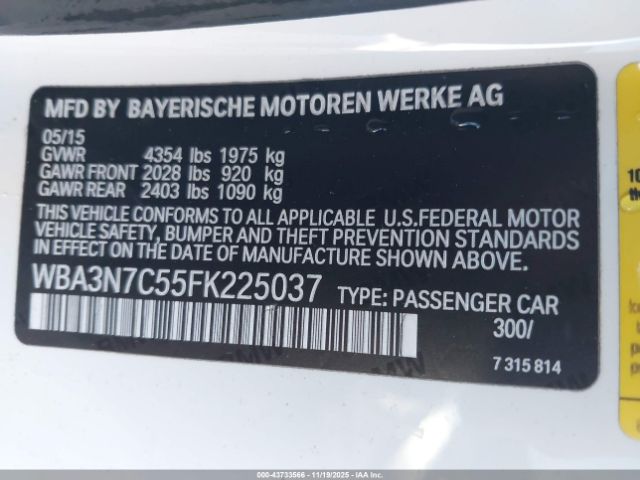 MFD BY BAYERISCHE MOTOREN WERKE AG
05/15
GVWR 4354 lbs 1975 kg
GAWR FRONT 2028 lbs 920 kg
GAWR REAR 2403 lbs 1090 kg
THIS VEHICLE CONFORMS TO ALL APPLICABLE U.S.FEDERAL MOTOR
VEHICLE SAFETY, BUMPER AND THEFT PREVENTION STANDARDS
IN EFFECT ON THE DATE OF MANUFACTURE SHOWN ABOVE.
WBA3N7C55FK225037 TYPE: PASSENGER CAR
300/
7 315 814
000-43733566 - 11/19/2025 - IAA